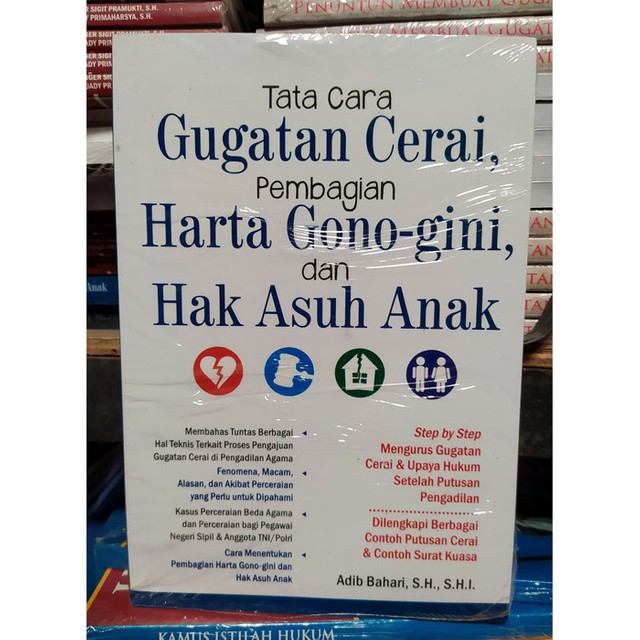 GER SIGIT PRAMUKTI, S.H.
PRIMAHARSYA, S.H.
PENUNTUN MEMBUAT GUGAT
Tata Cara
Gugatan Cerai,
Pembagian
Harta Gono-gini,
dan
Hak Asuh Anak
Anak
Membahas Tuntas Berbagai
Hal Teknis Terkait Proses Pengajuan
Gugatan Cerai di Pengadilan Agama
Fenomena, Macam,
Alasan, dan Akibat Perceraian
yang Perlu untuk Dipahami
Kasus Perceraian Beda Agama
dan Perceraian bagi Pegawai
Negeri Sipil & Anggota TNI/Polri
Cara Menentukan
Pembagian Harta Gono-gini dan
Hak Asuh Anak
Step by Step
Mengurus Gugatan
Cerai & Upaya Hukum
Setelah Putusan
Pengadilan
Dilengkapi Berbagai
Contoh Putusan Cerai
& Contoh Surat Kuasa
Adib Bahari, S.H., S.H.I.
KAMUS ISTILAH HUKUM